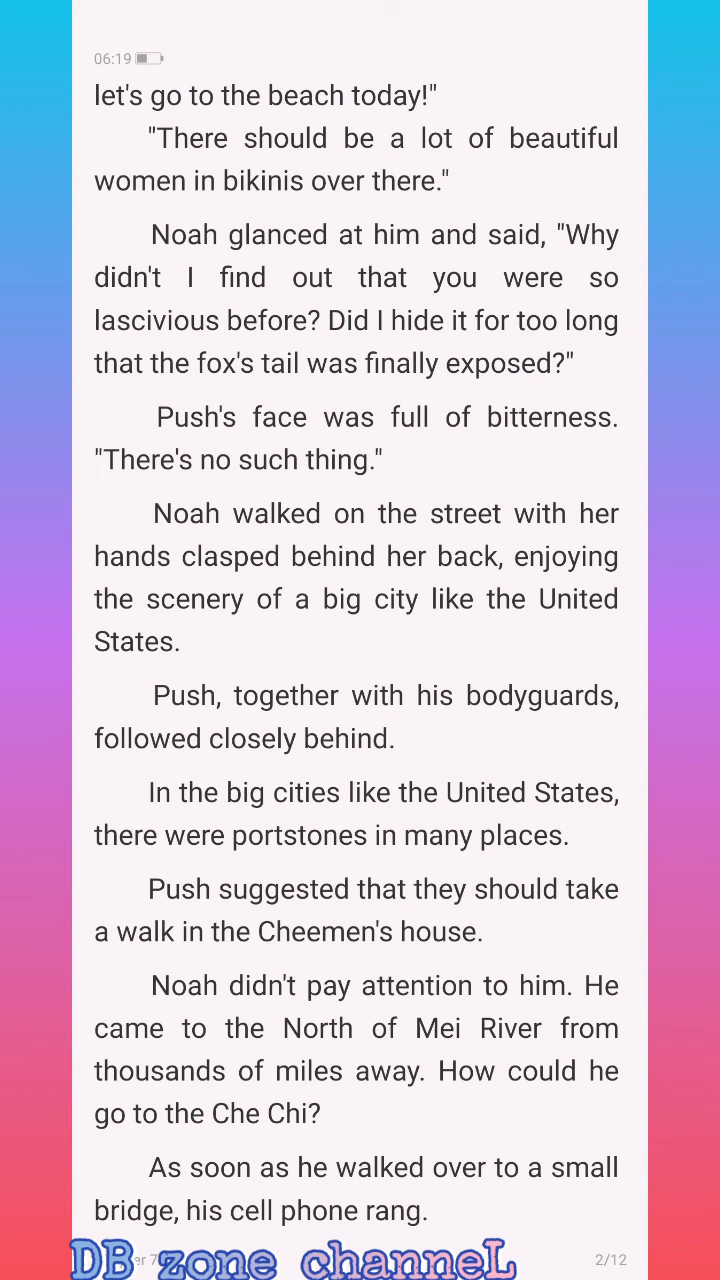 06:19
let's go to the beach today!"
"There should be a lot of beautiful
women in bikinis over there."
Noah glanced at him and said, "Why
didn't I find out that you were so
lascivious before? Did I hide it for too long
that the fox's tail was finally exposed?"
Push's face was full of bitterness.
"There's no such thing."
Noah walked on the street with her
hands clasped behind her back, enjoying
the scenery of a big city like the United
States.
Push, together with his bodyguards,
followed closely behind.
In the big cities like the United States,
there were portstones in many places.
Push suggested that they should take
a walk in the Cheemen's house.
Noah didn't pay attention to him. He
came to the North of Mei River from
thousands of miles away. How could he
go to the Che Chi?
As soon as he walked over to a small
bridge, his cell phone rang.
DB zone channeL
2/12